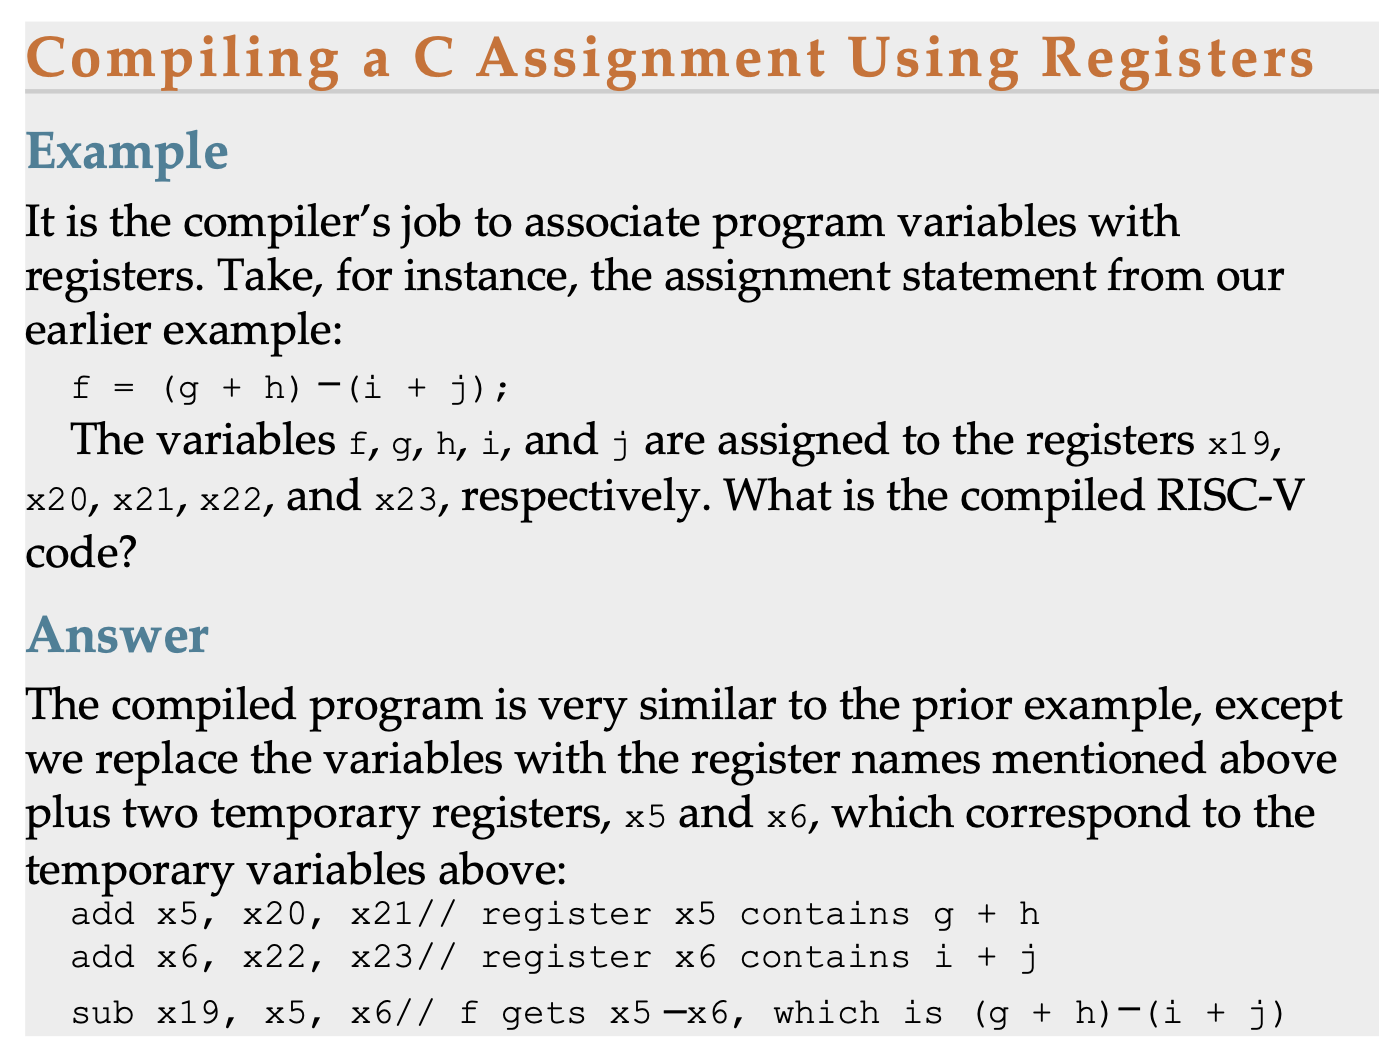 Compiling a C Assignment Using Registers
Example
It is the compiler’s job to associate program variables with
registers. Take, for instance, the assignment statement from our
earlier example:
f = (g + h) −(i + j);
The variables f, g, h, i, and j are assigned to the registers x19,
x20, x21, x22, and x23, respectively. What is the compiled RISC-V
code?
Answer
The compiled program is very similar to the prior example, except
we replace the variables with the register names mentioned above
plus two temporary registers, x5 and x6, which correspond to the
temporary variables above:
add x5, x20, x21// register x5 contains g + h
add x6, x22, x23// register x6 contains i + j
sub x19, x5, x6// f gets x5 −x6, which is (g + h)−(i + j)